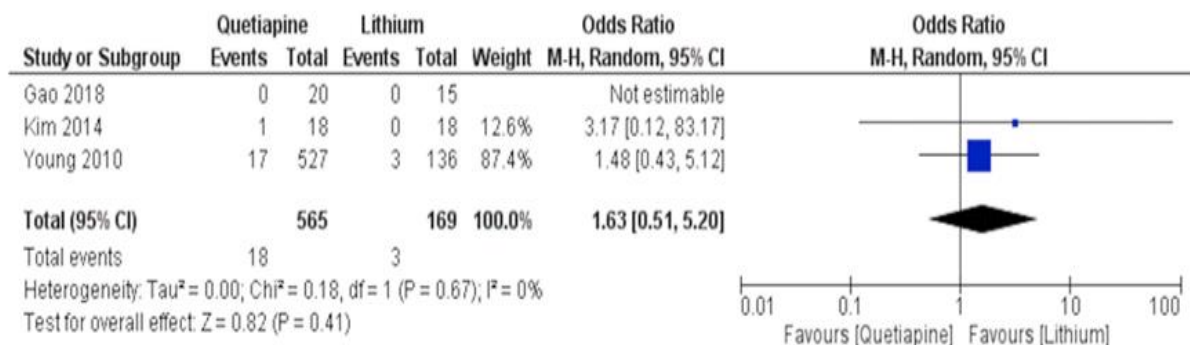 Quetiapine Lithium Odds Ratio Odds Ratio
Study or Subgroup Events Total Events Total Weight M-H, Random, 95% CI M-H, Random, 95% CI
Gao 2018 0 20 0 15 Not estimable
Kim 2014 1 18 0 18 12.6% 3.17 [0.12, 83.17]
Young 2010 17 527 3 136 87.4% 1.48 [0.43, 5.12]
Total (95% CI) 565 169 100.0% 1.63 [0.51, 5.20]
Total events 18 3
Heterogeneity: Tau² = 0.00; Chi² = 0.18, df = 1 (P = 0.67); I² = 0%
Test for overall effect: Z = 0.82 (P = 0.41)
0.01 0.1 1 10 100
Favours [Quetiapine] Favours [Lithium]